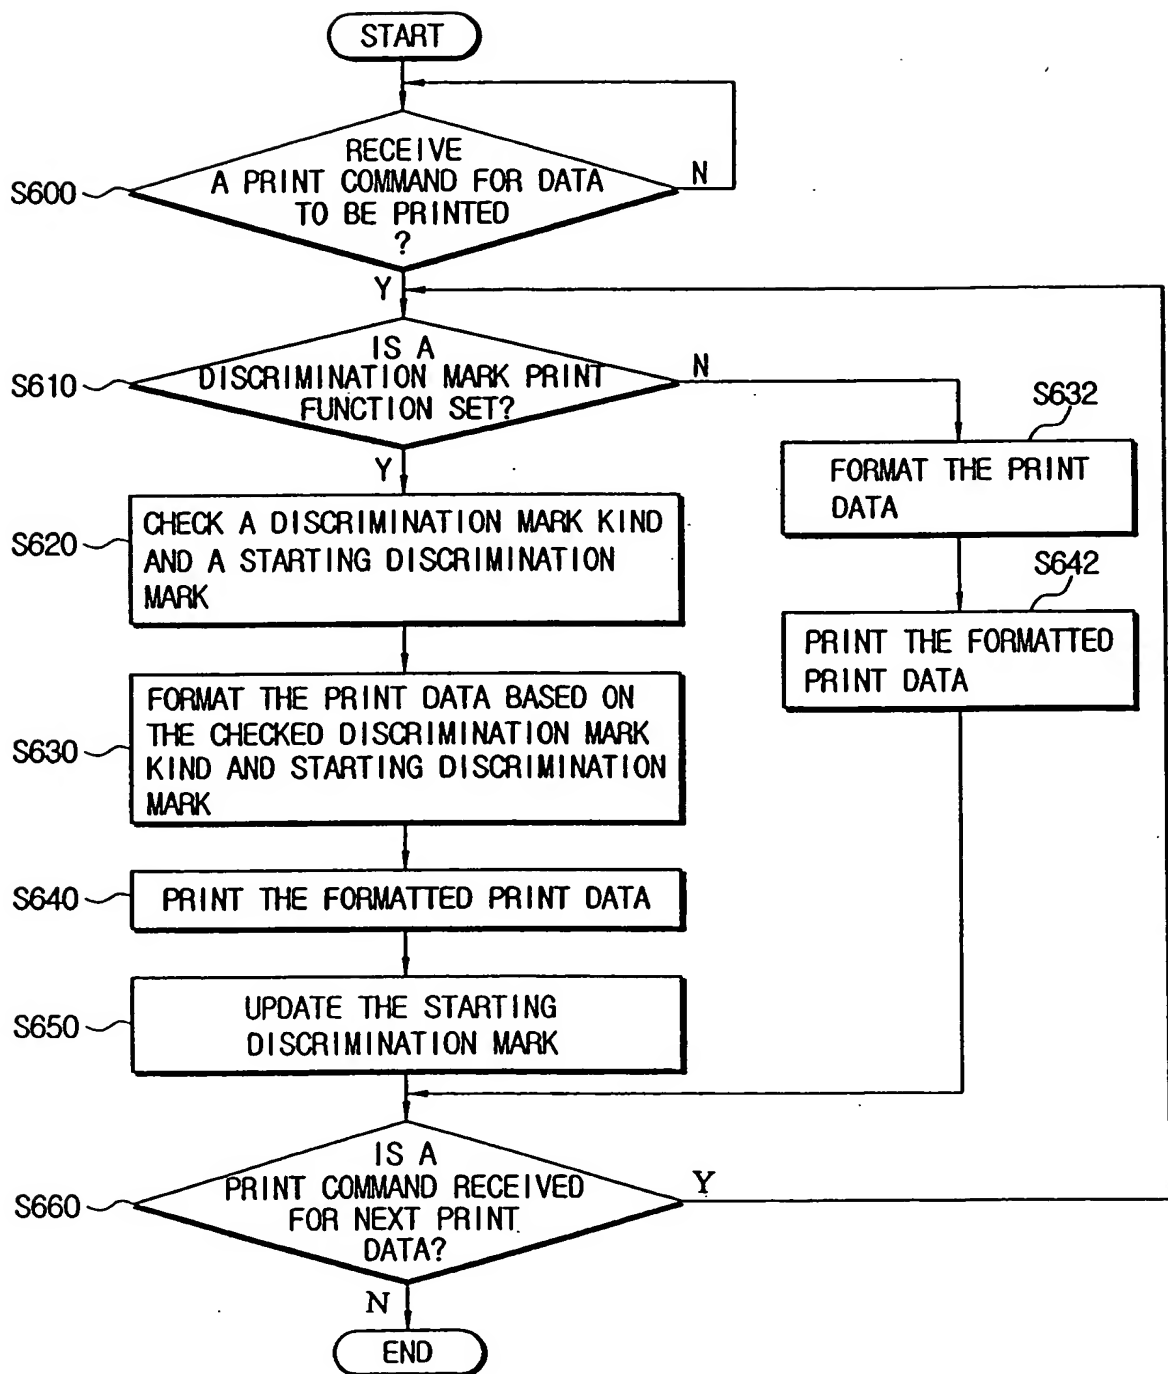 START
RECEIVE
A PRINT COMMAND FOR DATA
TO BE PRINTED
?
N
S600
Y
IS A
DISCRIMINATION MARK PRINT
FUNCTION SET?
N
S610
Y
S632
FORMAT THE PRINT
DATA
CHECK A DISCRIMINATION MARK KIND
AND A STARTING DISCRIMINATION
MARK
S620
S642
PRINT THE FORMATTED
PRINT DATA
FORMAT THE PRINT DATA BASED ON
THE CHECKED DISCRIMINATION MARK
KIND AND STARTING DISCRIMINATION
MARK
S630
S640
PRINT THE FORMATTED PRINT DATA
S650
UPDATE THE STARTING
DISCRIMINATION MARK
IS A
PRINT COMMAND RECEIVED
FOR NEXT PRINT
DATA?
Y
S660
N
END